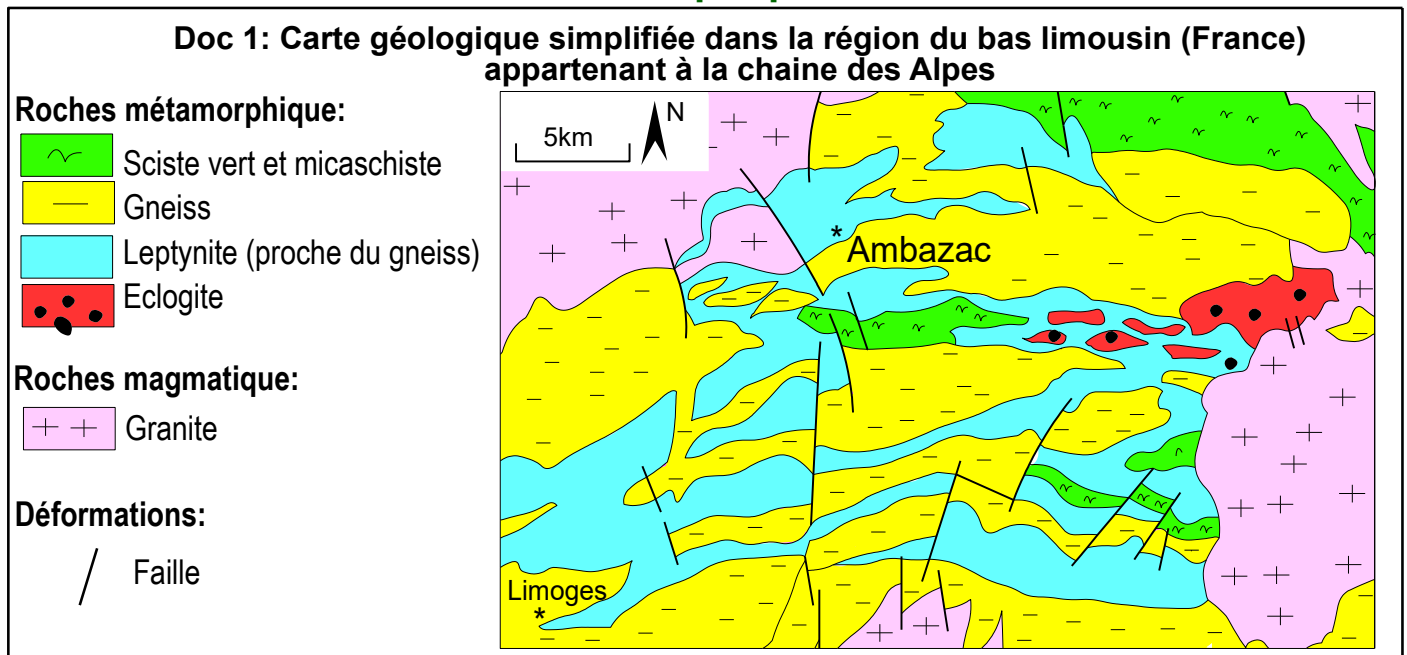 Doc 1: Carte géologique simplifiée dans la région du bas limousin (France)
appartenant à la chaine des Alpes
Roches métamorphique:
Sciste vert et micaschiste
Gneiss
Leptynite (proche du gneiss)
Eclogite
Roches magmatique:
Granite
Déformations:
Faille
5km
N
* Ambazac
Limoges
*